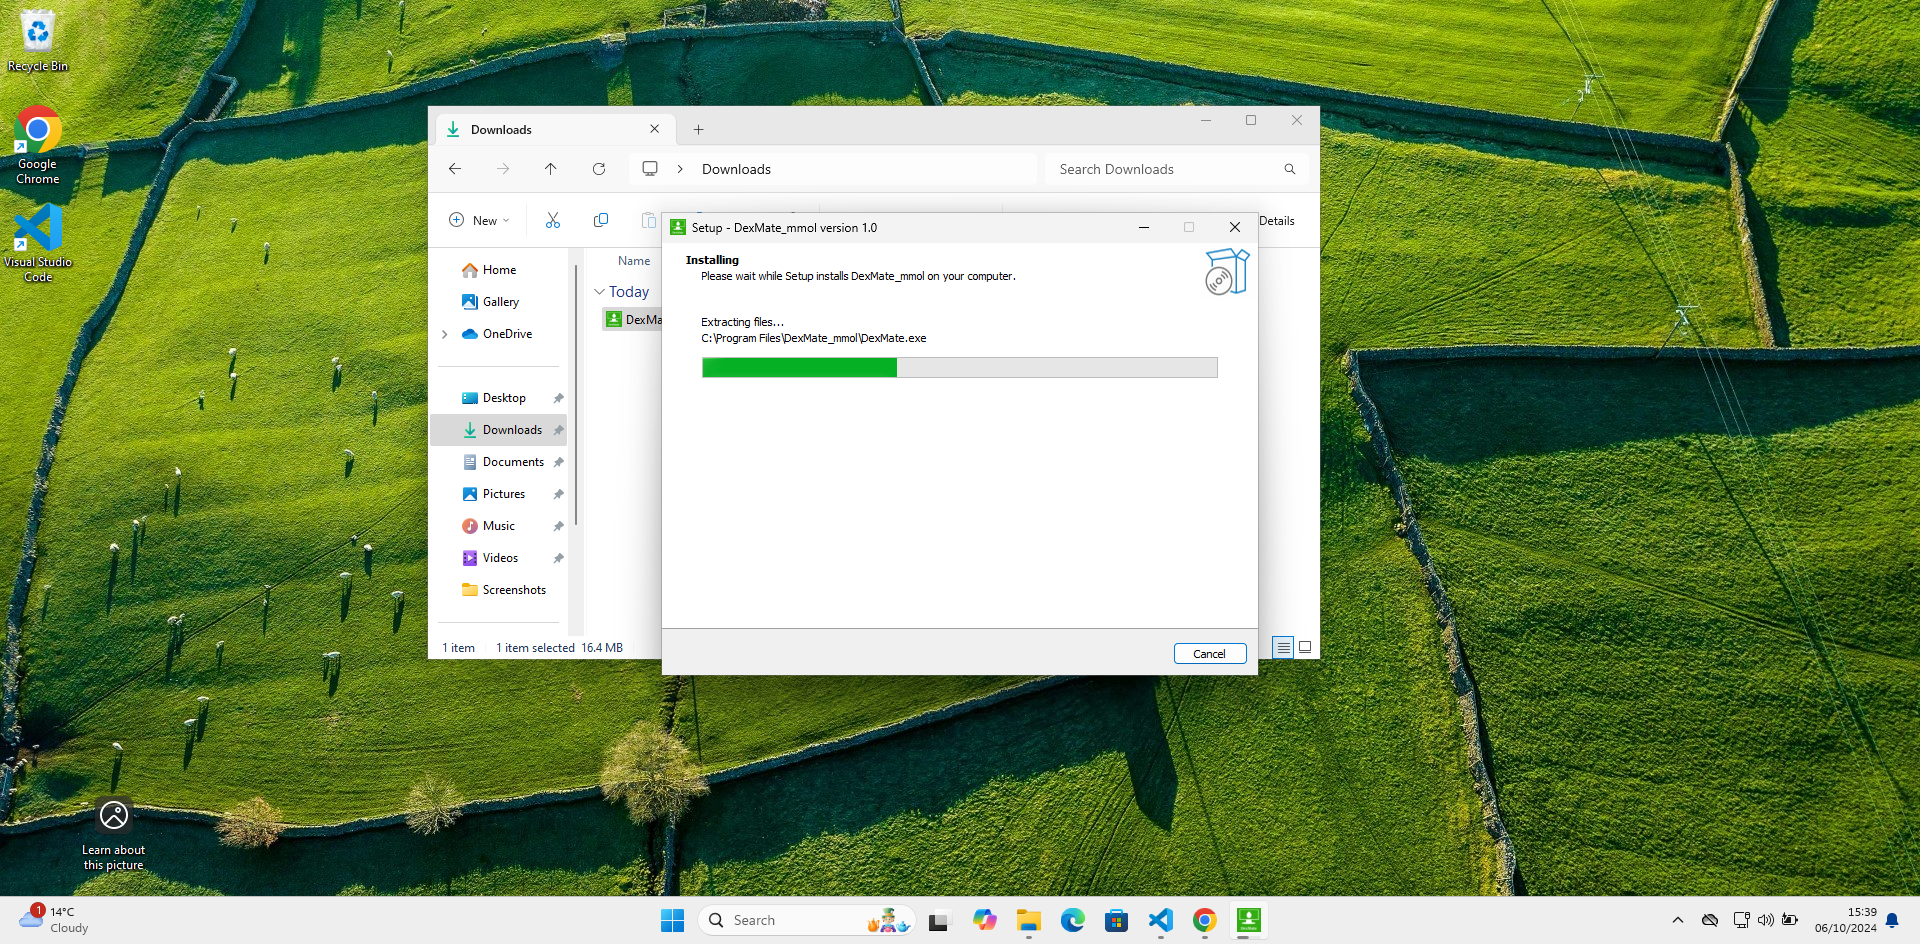 Recycle Bin
Google
Chrome
Visual Studio
Code
Learn about
this picture
Downloads
Downloads
Search Downloads
New
Details
Home
Gallery
OneDrive
Desktop
Downloads
Documents
Pictures
Music
Videos
Screenshots
Name
Today
DexMa
1 item
1 item selected 16.4 MB
Setup - DexMate_mmol version 1.0
Installing
Please wait while Setup installs DexMate_mmol on your computer.
Extracting files...
C:\Program Files\DexMate_mmol\DexMate.exe
Cancel
1
14°C
Cloudy
Search
15:39
06/10/2024